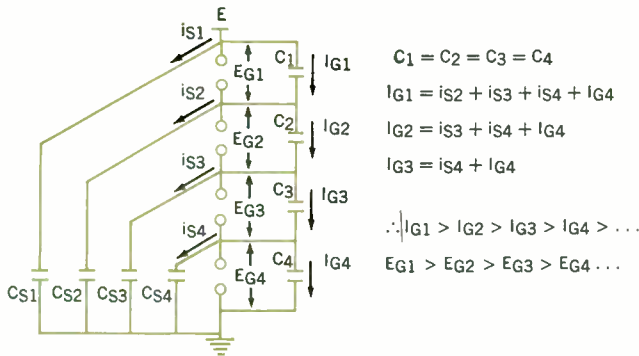 E
iS1
C1
IG1
EG1
iS2
C2
IG2
EG2
iS3
C3
IG3
EG3
iS4
C4
IG4
EG4
CS1 CS2 CS3 CS4
C1 = C2 = C3 = C4
IG1 = iS2 + iS3 + iS4 + IG4
IG2 = iS3 + iS4 + IG4
IG3 = iS4 + IG4
∴ IG1 > IG2 > IG3 > IG4 > ...
EG1 > EG2 > EG3 > EG4 ...